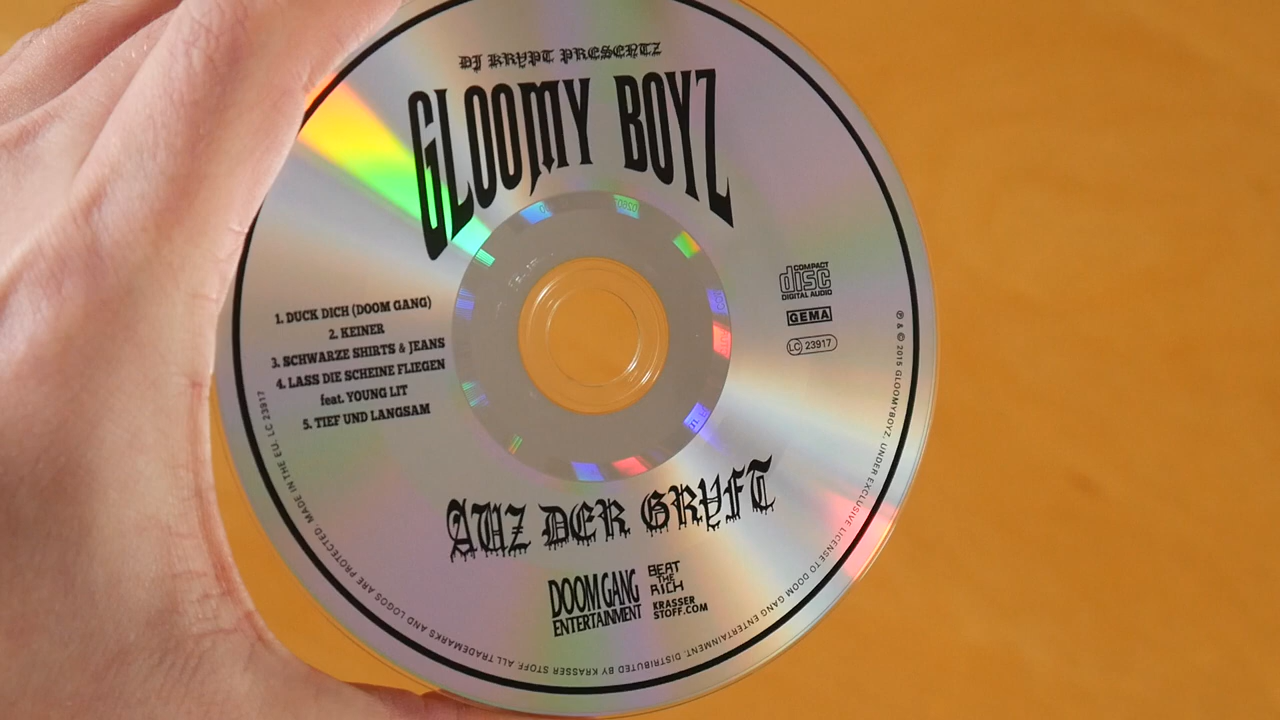 DJ KRYPT PRESENTZ
GLOOMY BOYZ
1. DUCK DICH (DOOM GANG)
2. KEINER
3. SCHWARZE SHIRTS & JEANS
4. LASS DIE SCHEINE FLIEGEN
feat. YOUNG LIT
5. TIEF UND LANGSAM
COMPACT
disc
DIGITAL AUDIO
GEMA
LC 23917
AUZ DER GRYFT
DOOM GANG
ENTERTAINMENT
BEAT
THE
RICH
KRASSER
STOFF.COM
℗ & © 2015 GLOOMYBOYZ. UNDER EXCLUSIVE LICENSE TO DOOM GANG ENTERTAINMENT. DISTRIBUTED BY KRASSER STOFF. ALL TRADEMARKS AND LOGOS ARE PROTECTED. MADE IN THE EU. LC 23917